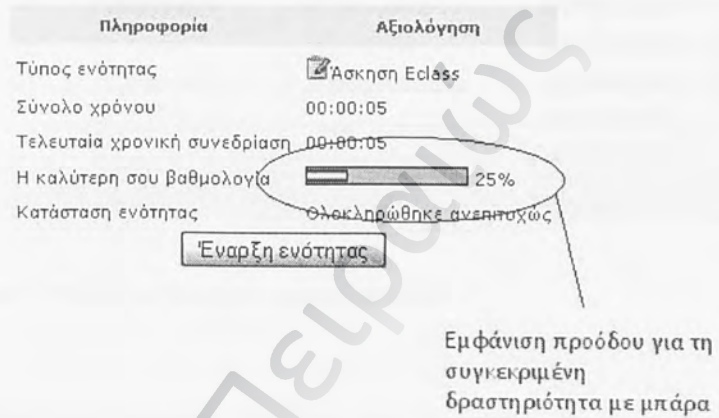 Πληροφορία Αξιολόγηση
Τύπος ενότητας Άσκηση Eclass
Σύνολο χρόνου 00:00:05
Τελευταία χρονική συνεδρίαση 00:00:05
Η καλύτερη σου βαθμολογία 25%
Κατάσταση ενότητας Ολοκληρώθηκε ανεπιτυχώς
Έναρξη ενότητας
Εμφάνιση προόδου για τη
συγκεκριμένη
δραστηριότητα με μπάρα
Πειραιώς